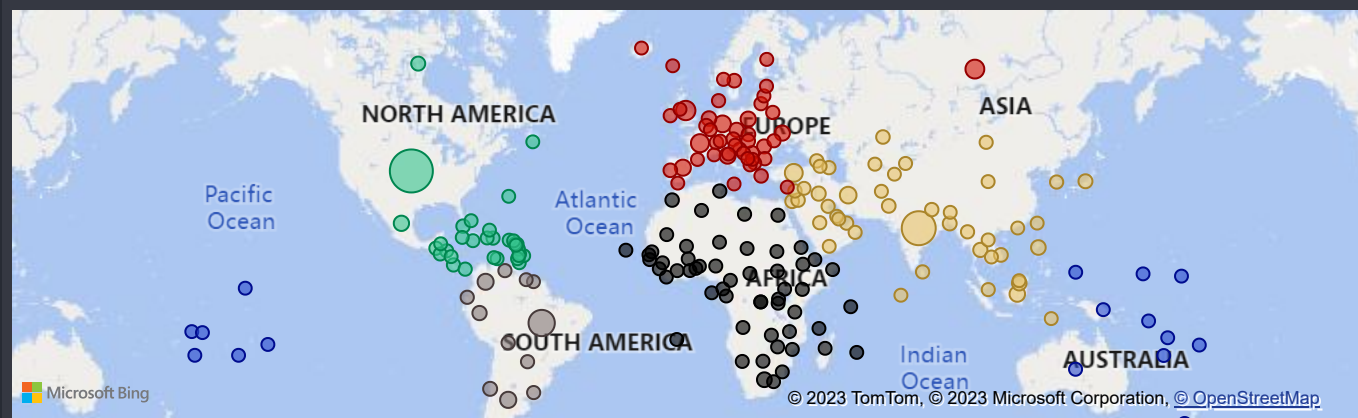 NORTH AMERICA
ASIA
EUROPE
Pacific
Ocean
Atlantic
Ocean
AFRICA
SOUTH AMERICA
Indian
Ocean
AUSTRALIA
Microsoft Bing
© 2023 TomTom, © 2023 Microsoft Corporation, © OpenStreetMap